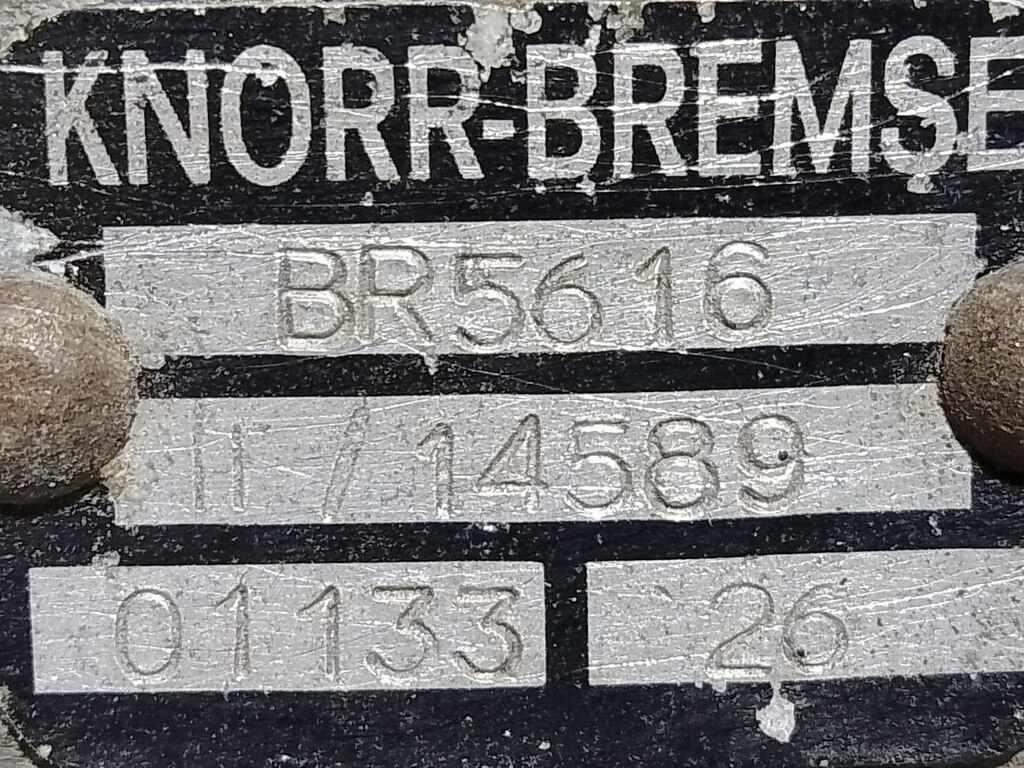 KNORR-BREMSE
BR5616
II/14589
01133 26